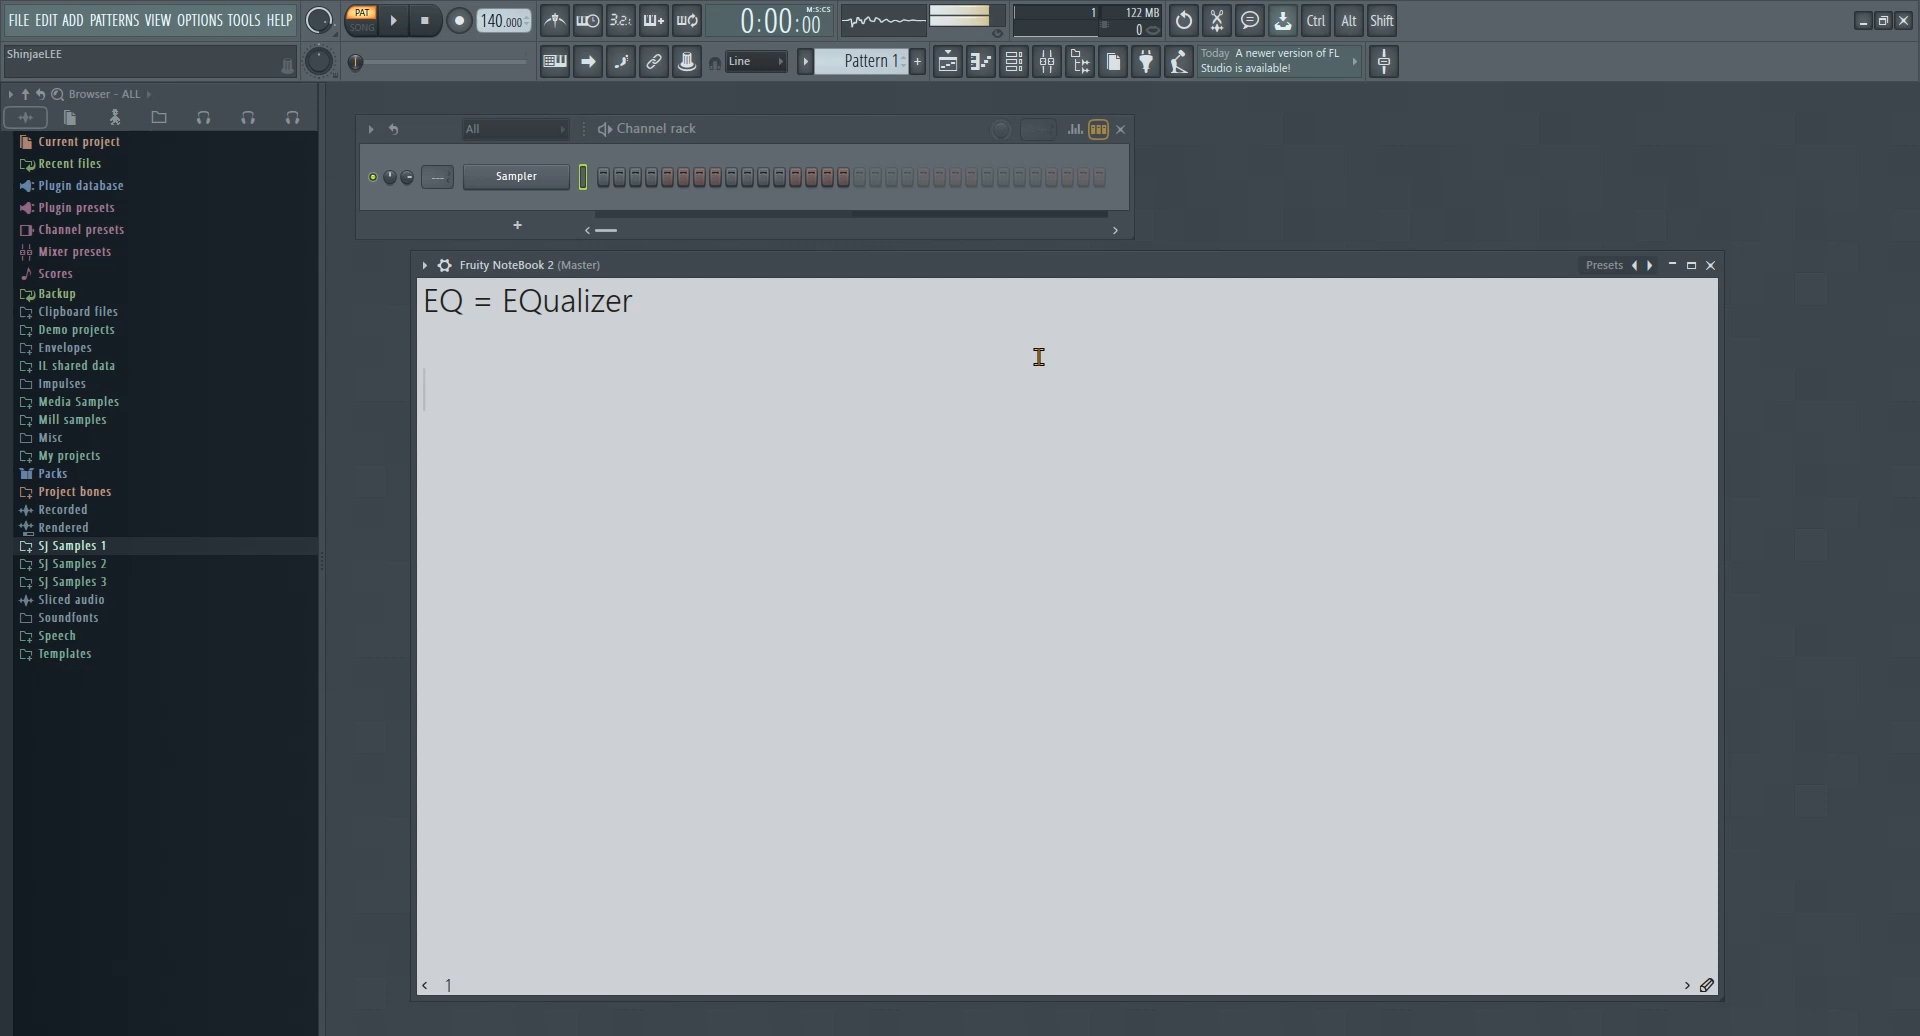 FILE EDIT ADD PATTERNS VIEW OPTIONS TOOLS HELP
PAT
SONG
140.000
3.2.
0:00:00
M:S:CS
1
122 MB
0
Ctrl
Alt
Shift
ShinjaeLEE
Line
Pattern 1
+
Today A newer version of FL
Studio is available!
Browser - ALL
Current project
Recent files
Plugin database
Plugin presets
Channel presets
Mixer presets
Scores
Backup
Clipboard files
Demo projects
Envelopes
IL shared data
Impulses
Media Samples
Mill samples
Misc
My projects
Packs
Project bones
Recorded
Rendered
SJ Samples 1
SJ Samples 2
SJ Samples 3
Sliced audio
Soundfonts
Speech
Templates
All
Channel rack
---
Sampler
+
Fruity NoteBook 2 (Master)
Presets
EQ = EQualizer
1